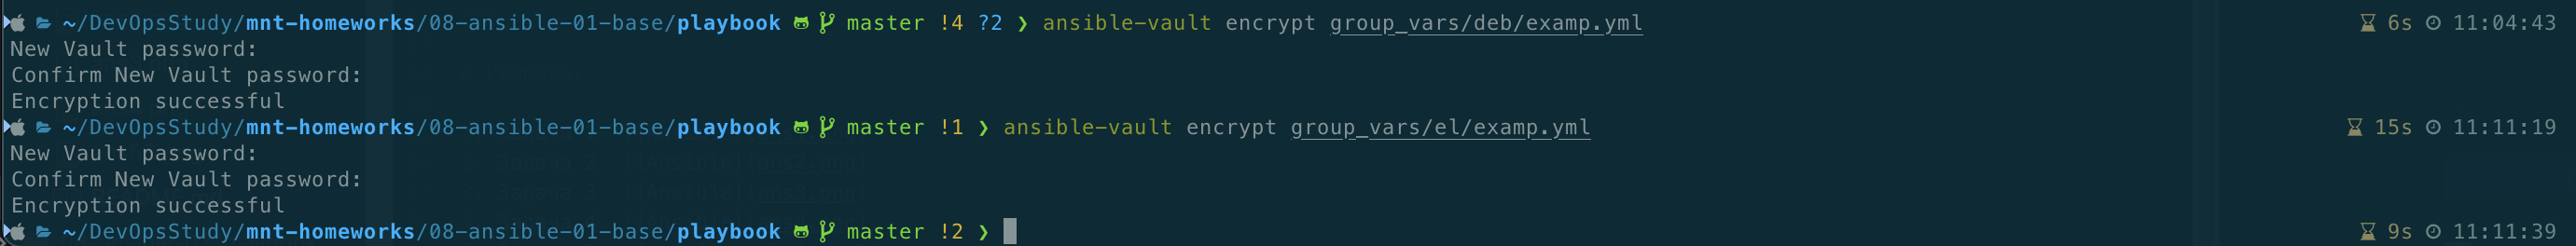 ~/DevOpsStudy/mnt-homeworks/08-ansible-01-base/playbook master !4 ?2 ❯ ansible-vault encrypt group_vars/deb/examp.yml 6s 11:04:43
New Vault password:
Confirm New Vault password:
Encryption successful
~/DevOpsStudy/mnt-homeworks/08-ansible-01-base/playbook master !1 ❯ ansible-vault encrypt group_vars/el/examp.yml 15s 11:11:19
New Vault password:
Confirm New Vault password:
Encryption successful
~/DevOpsStudy/mnt-homeworks/08-ansible-01-base/playbook master !2 ❯ 9s 11:11:39